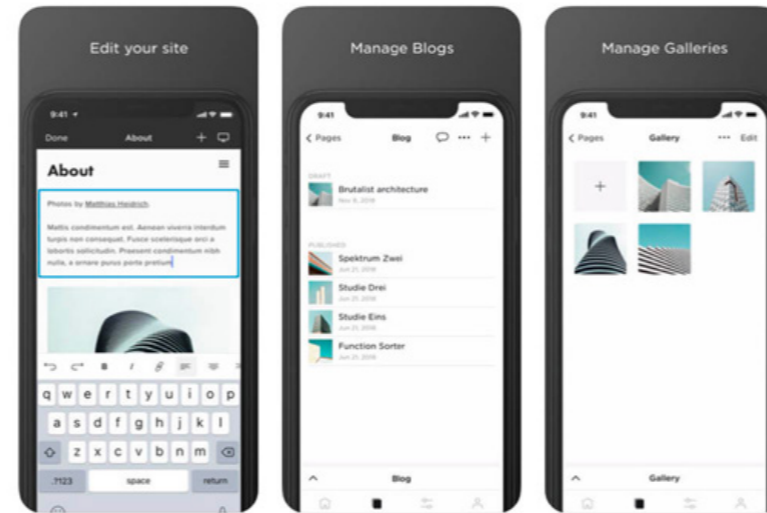 Edit your site
9:41
Done About +
About
Photos by Matthias Heidrich.
Mattis condimentum est. Aenean viverra interdum
turpis non consequat. Fusce scelerisque orci a
lobortis sollicitudin. Praesent condimentum nibh
nulla, a ornare purus porta pretium
B I
q w e r t y u i o p
a s d f g h j k l
z x c v b n m
.?123 space return
Manage Blogs
9:41
< Pages Blog ••• +
DRAFT
Brutalist architecture
Nov 8, 2018
PUBLISHED
Spektrum Zwei
Jun 21, 2018
Studie Drei
Jun 21, 2018
Studie Eins
Jun 21, 2018
Function Sorter
Jun 21, 2018
Blog
Manage Galleries
9:41
< Pages Gallery ••• Edit
+
Gallery